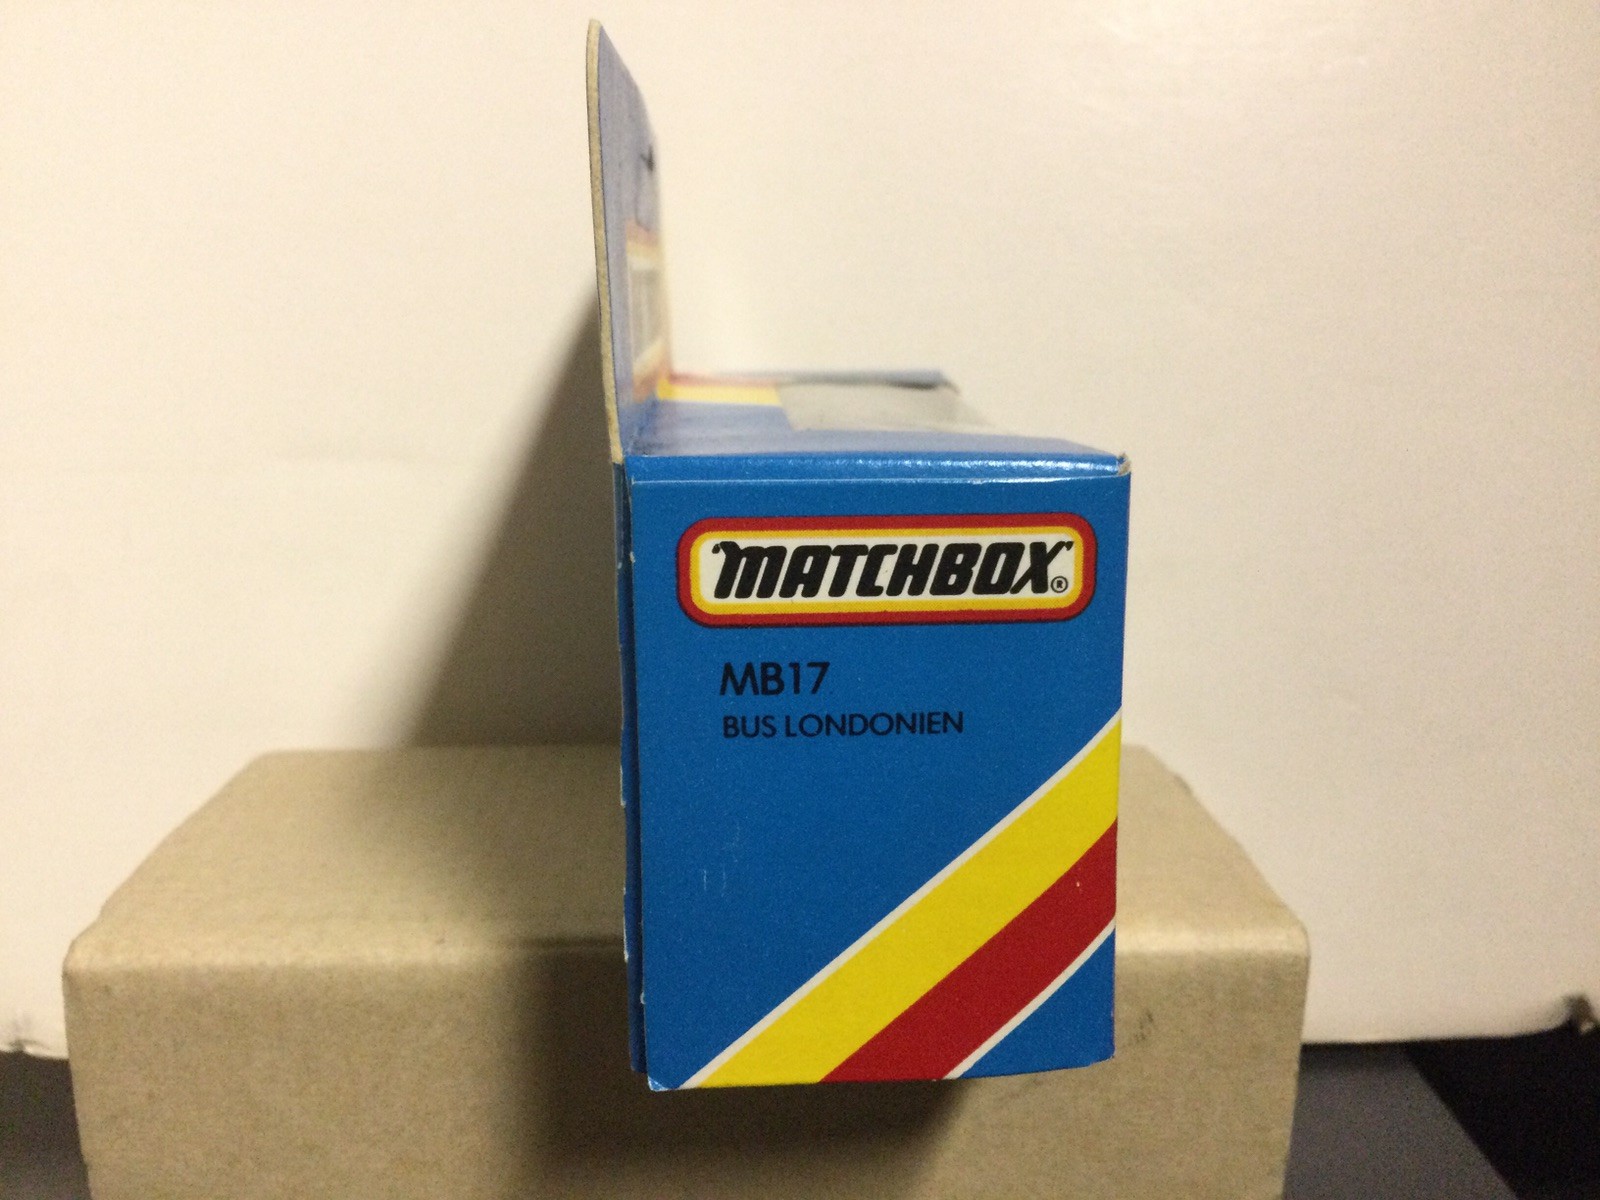 "MATCHBOX"®
MB17
BUS LONDONIEN